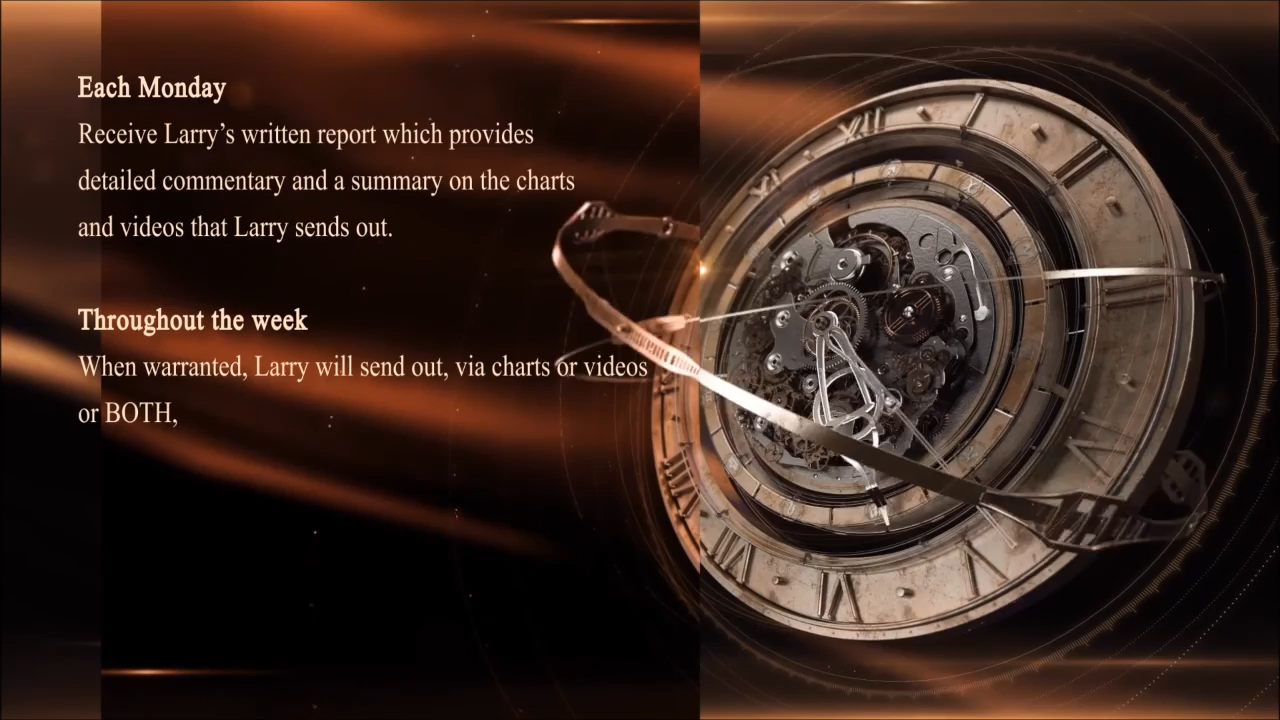 Each Monday
Receive Larry’s written report which provides
detailed commentary and a summary on the charts
and videos that Larry sends out.
Throughout the week
When warranted, Larry will send out, via charts or videos
or BOTH,